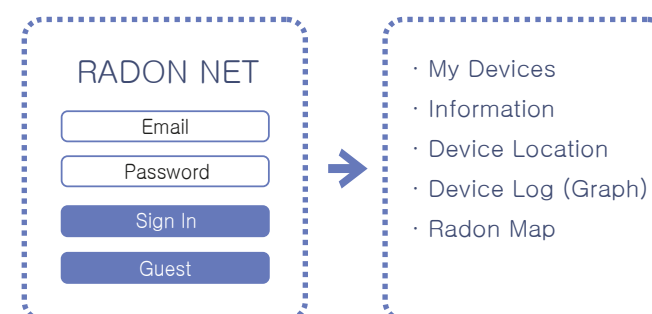 RADON NET
Email
Password
Sign In
Guest
· My Devices
· Information
· Device Location
· Device Log (Graph)
· Radon Map